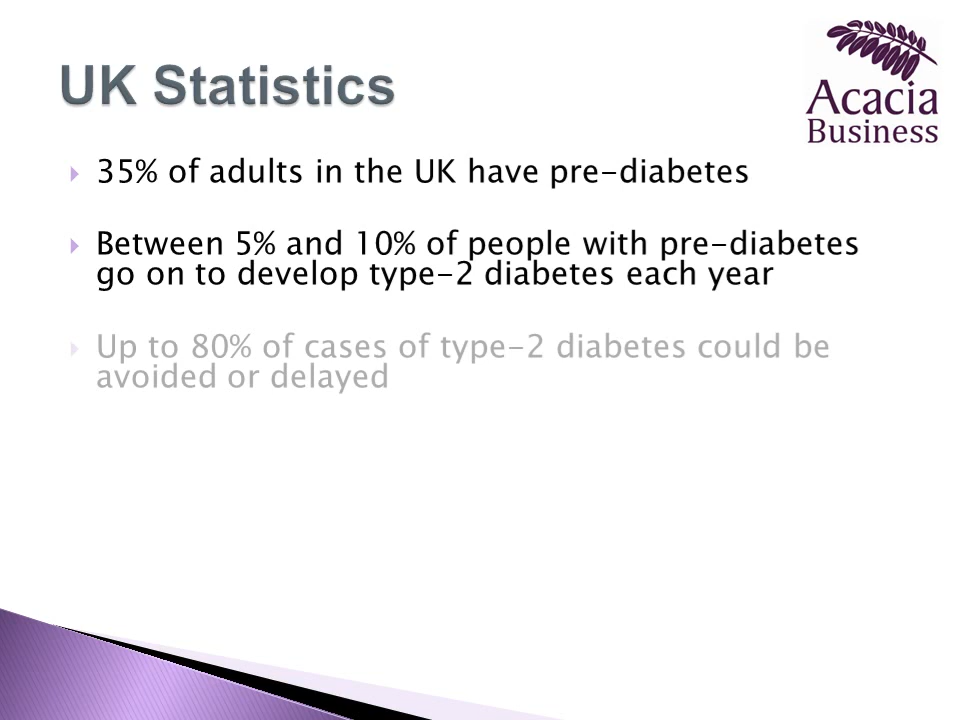 UK Statistics
Acacia
Business
35% of adults in the UK have pre-diabetes
Between 5% and 10% of people with pre-diabetes
go on to develop type-2 diabetes each year
Up to 80% of cases of type-2 diabetes could be
avoided or delayed